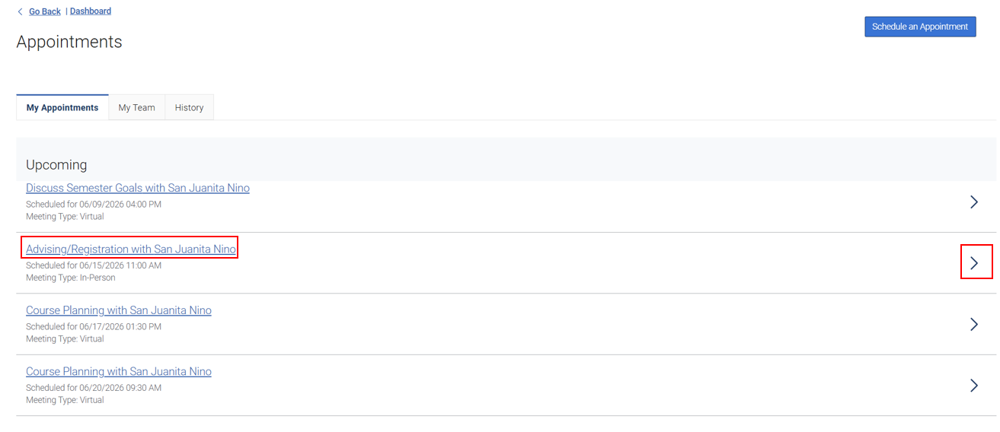 Go Back | Dashboard
Schedule an Appointment
Appointments
My Appointments
My Team
History
Upcoming
Discuss Semester Goals with San Juanita Nino
Scheduled for 06/09/2026 04:00 PM
Meeting Type: Virtual
Advising/Registration with San Juanita Nino
Scheduled for 06/15/2026 11:00 AM
Meeting Type: In-Person
Course Planning with San Juanita Nino
Scheduled for 06/17/2026 01:30 PM
Meeting Type: Virtual
Course Planning with San Juanita Nino
Scheduled for 06/20/2026 09:30 AM
Meeting Type: Virtual